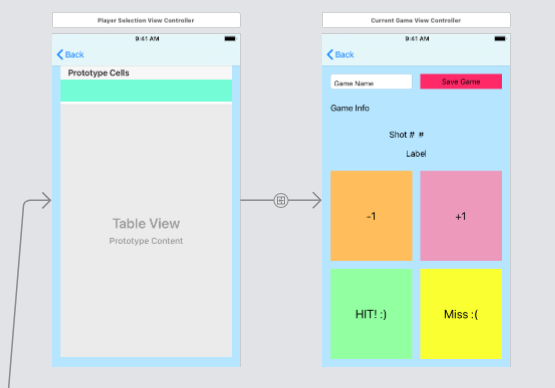 Player Selection View Controller
9:41 AM
Back
Prototype Cells
Table View
Prototype Content
Current Game View Controller
9:41 AM
Back
Game Name
Save Game
Game Info
Shot # #
Label
-1
+1
HIT! :)
Miss :(